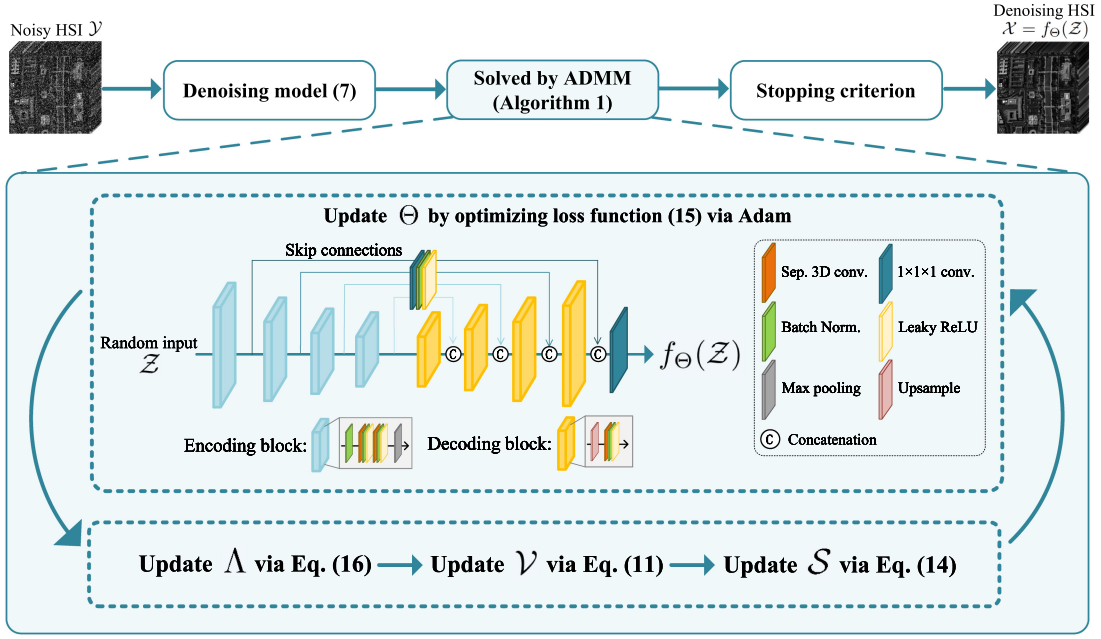 Noisy HSI 𝒴
Denoising model (7)
Solved by ADMM
(Algorithm 1)
Stopping criterion
Denoising HSI
𝒳 = f_Θ(𝒵)
Update Θ by optimizing loss function (15) via Adam
Skip connections
Random input
𝒵
f_Θ(𝒵)
C
C
C
C
Encoding block:
Decoding block:
Sep. 3D conv.
1×1×1 conv.
Batch Norm.
Leaky ReLU
Max pooling
Upsample
C Concatenation
Update Λ via Eq. (16)
Update 𝒱 via Eq. (11)
Update 𝒮 via Eq. (14)